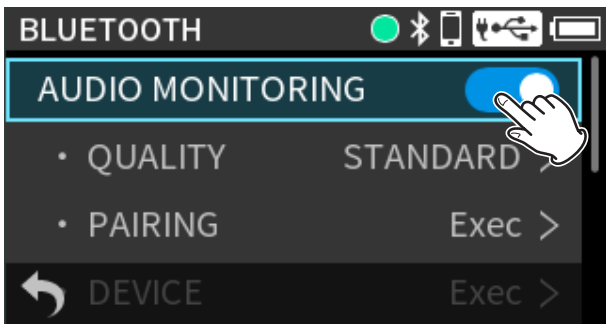 BLUETOOTH
AUDIO MONITORING
• QUALITY STANDARD >
• PAIRING Exec >
DEVICE Exec >